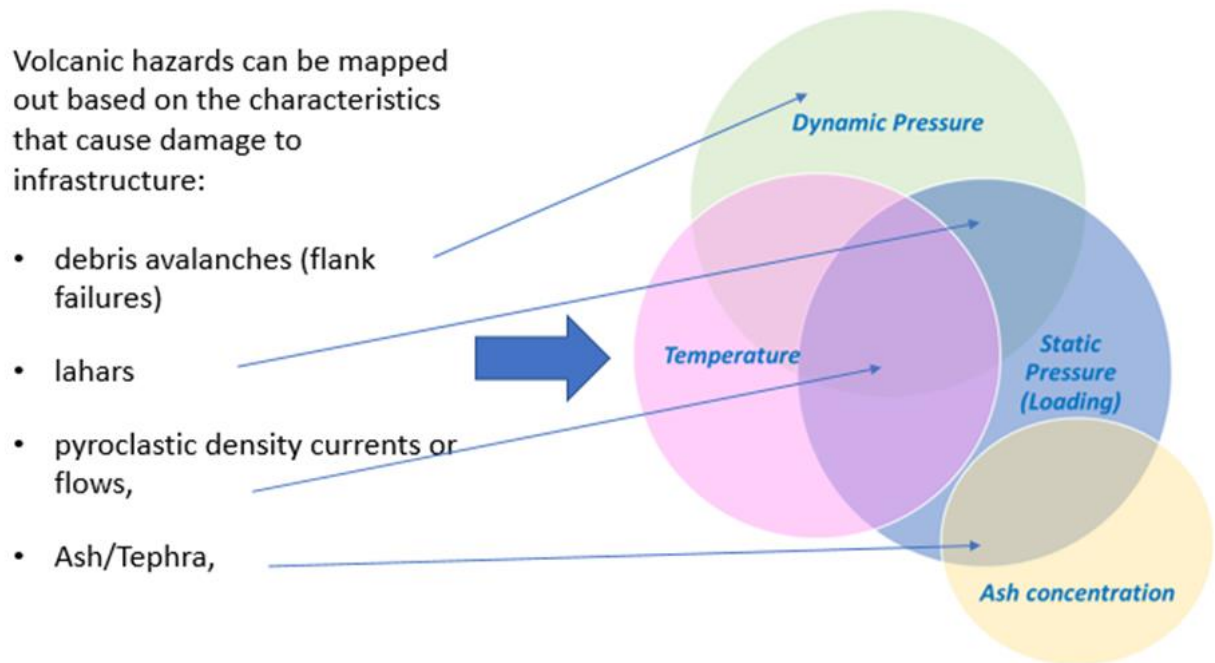 Volcanic hazards can be mapped
out based on the characteristics
that cause damage to
infrastructure:
• debris avalanches (flank
failures)
• lahars
• pyroclastic density currents or
flows,
• Ash/Tephra,
Dynamic Pressure
Temperature
Static
Pressure
(Loading)
Ash concentration